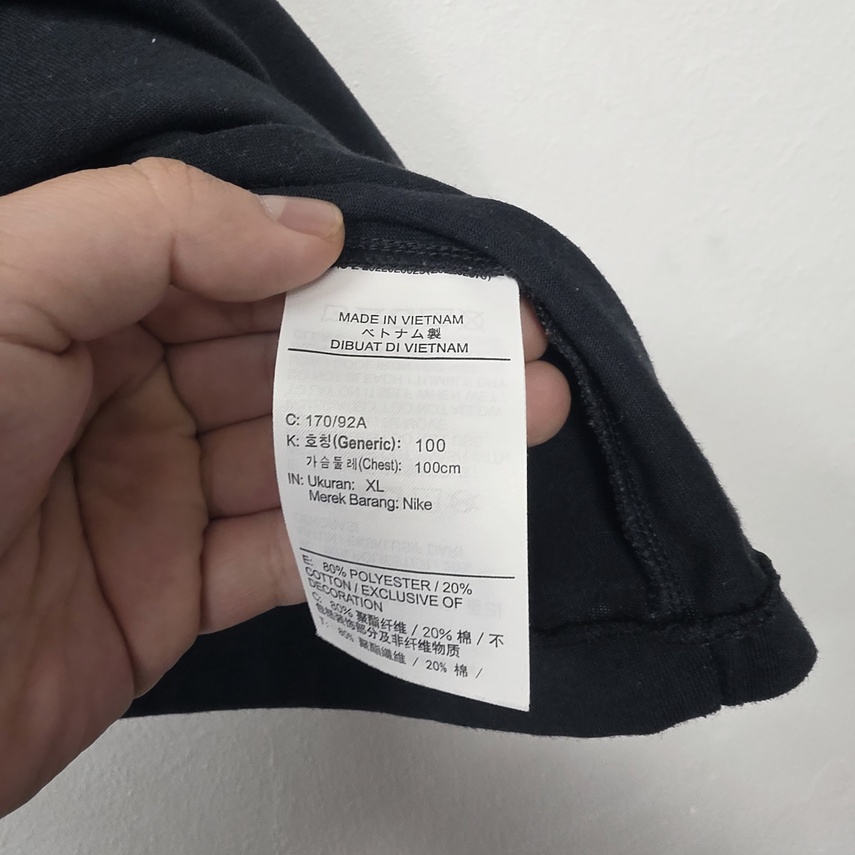 MADE IN VIETNAM
ベトナム製
DIBUAT DI VIETNAM
C: 170/92A
K: 호칭(Generic): 100
가슴둘레(Chest): 100cm
IN: Ukuran: XL
Merek Barang: Nike
E: 80% POLYESTER / 20%
COTTON / EXCLUSIVE OF
DECORATION
C: 80% 聚酯纤维 / 20% 棉 / 不
包括装饰部分及非纤维物质
T: 80% 聚酯纖維 / 20% 棉 /